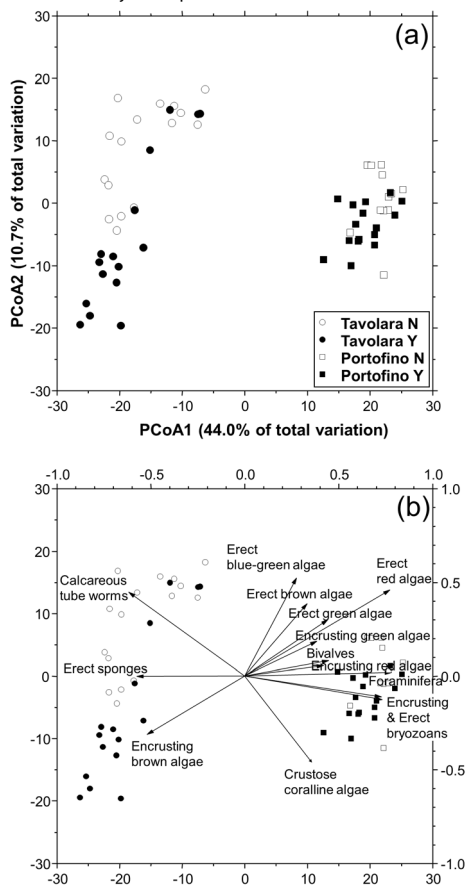 (a)
30
20
10
0
-10
-20
-30
PCoA2 (10.7% of total variation)
Tavolara N
Tavolara Y
Portofino N
Portofino Y
-30 -20 -10 0 10 20 30
PCoA1 (44.0% of total variation)
-1.0 -0.5 0.0 0.5 1.0
(b)
30
20
10
0
-10
-20
-30
1.0
0.5
0.0
-0.5
-1.0
Erect
blue-green algae
Erect
red algae
Calcareous
tube worms
Erect brown algae
Erect green algae
Encrusting green algae
Bivalves
Erect sponges
Encrusting red algae
Foraminifera
Encrusting
& Erect
bryozoans
Encrusting
brown algae
Crustose
coralline algae
-30 -20 -10 0 10 20 30